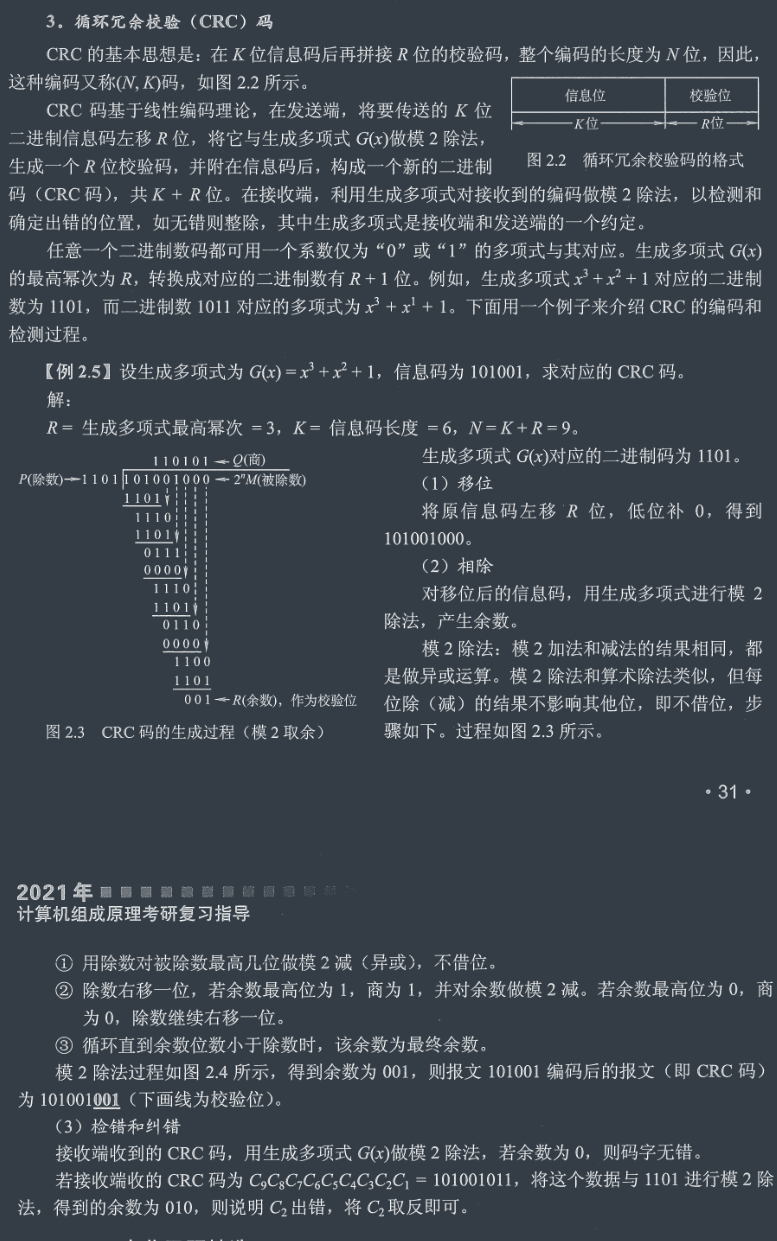 3. 循环冗余校验（CRC）码
CRC 的基本思想是：在 K 位信息码后再拼接 R 位的校验码，整个编码的长度为 N 位，因此，
这种编码又称(N, K)码，如图 2.2 所示。
信息位 校验位
K位 R位
图 2.2 循环冗余校验码的格式
CRC 码基于线性编码理论，在发送端，将要传送的 K 位
二进制信息码左移 R 位，将它与生成多项式 G(x)做模 2 除法，
生成一个 R 位校验码，并附在信息码后，构成一个新的二进制
码（CRC 码），共 K + R 位。在接收端，利用生成多项式对接收到的编码做模 2 除法，以检测和
确定出错的位置，如无错则整除，其中生成多项式是接收端和发送端的一个约定。
任意一个二进制数码都可用一个系数仅为“0”或“1”的多项式与其对应。生成多项式 G(x)
的最高幂次为 R，转换成对应的二进制数有 R + 1 位。例如，生成多项式 x³ + x² + 1 对应的二进制
数为 1101，而二进制数 1011 对应的多项式为 x³ + x¹ + 1。下面用一个例子来介绍 CRC 的编码和
检测过程。
【例 2.5】设生成多项式为 G(x) = x³ + x² + 1，信息码为 101001，求对应的 CRC 码。
解：
R = 生成多项式最高幂次 = 3，K = 信息码长度 = 6，N = K + R = 9。
110101 ← Q(商)
P(除数)→1101 101001000 ← 2ⁿM(被除数)
1101
1110
1101
0111
0000
1110
1101
0110
0000
1100
1101
001 ← R(余数)，作为校验位
图 2.3 CRC 码的生成过程（模 2 取余）
生成多项式 G(x)对应的二进制码为 1101。
（1）移位
将原信息码左移 R 位，低位补 0，得到
101001000。
（2）相除
对移位后的信息码，用生成多项式进行模 2
除法，产生余数。
模 2 除法：模 2 加法和减法的结果相同，都
是做异或运算。模 2 除法和算术除法类似，但每
位除（减）的结果不影响其他位，即不借位，步
骤如下。过程如图 2.3 所示。
· 31 ·
2021年
计算机组成原理考研复习指导
① 用除数对被除数最高几位做模 2 减（异或），不借位。
② 除数右移一位，若余数最高位为 1，商为 1，并对余数做模 2 减。若余数最高位为 0，商
为 0，除数继续右移一位。
③ 循环直到余数位数小于除数时，该余数为最终余数。
模 2 除法过程如图 2.4 所示，得到余数为 001，则报文 101001 编码后的报文（即 CRC 码）
为 101001001（下画线为校验位）。
（3）检错和纠错
接收端收到的 CRC 码，用生成多项式 G(x)做模 2 除法，若余数为 0，则码字无错。
若接收端收的 CRC 码为 C₉C₈C₇C₆C₅C₄C₃C₂C₁ = 101001011，将这个数据与 1101 进行模 2 除
法，得到的余数为 010，则说明 C₂ 出错，将 C₂ 取反即可。